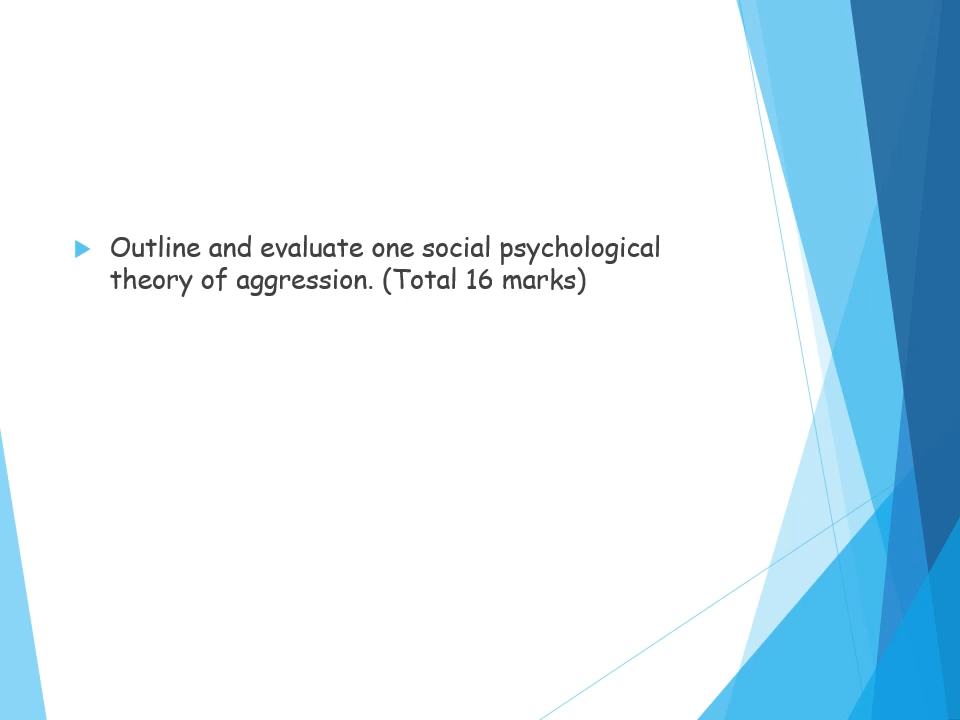 Outline and evaluate one social psychological
theory of aggression. (Total 16 marks)